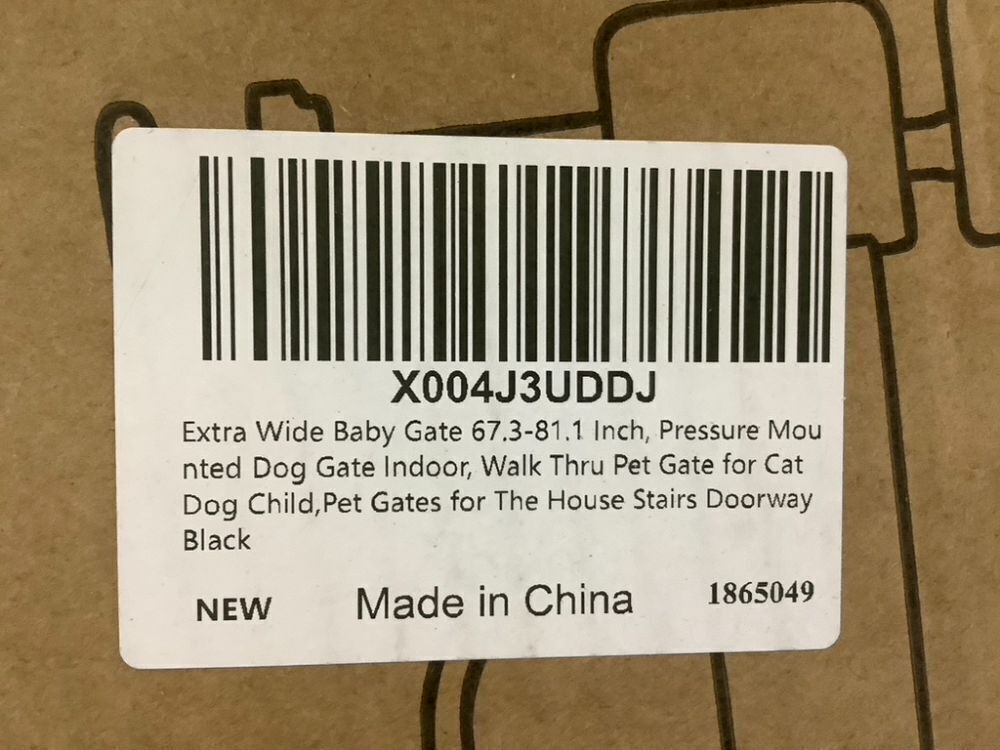 X004J3UDDJ
Extra Wide Baby Gate 67.3-81.1 Inch, Pressure Mou
nted Dog Gate Indoor, Walk Thru Pet Gate for Cat
Dog Child,Pet Gates for The House Stairs Doorway
Black
NEW Made in China 1865049